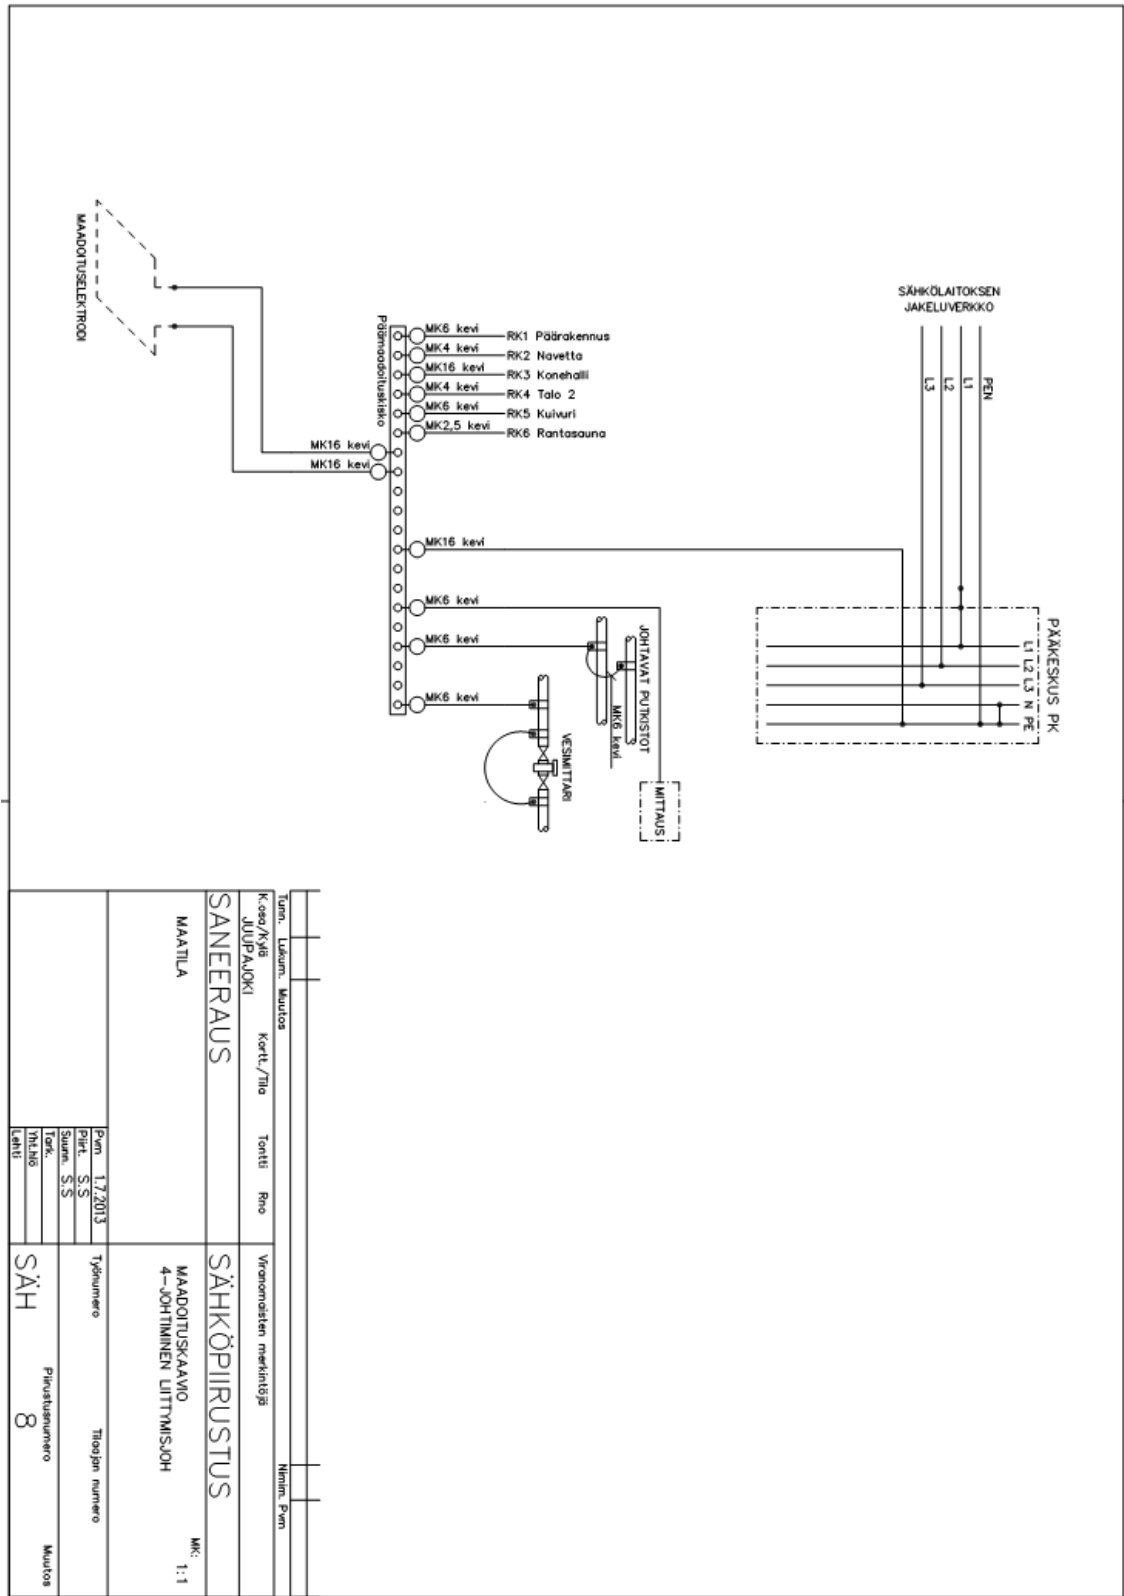 SÄHKÖLAITOKSEN
JAKELUVERKKO
PEN
L1
L2
L3
PÄÄKESKUS PK
L1
L2
L3
N
PE
MAADOITUSELEKTRODI
Päämaadoituskisko
MK6 kevi RK1 Päärakennus
MK4 kevi RK2 Navetta
MK16 kevi RK3 Konehalli
MK4 kevi RK4 Talo 2
MK6 kevi RK5 Kuivuri
MK2,5 kevi RK6 Rantasauna
MK16 kevi
MK16 kevi
MK16 kevi
MK6 kevi
MK6 kevi
MK6 kevi
JOHTAVAT PUTKISTOT
MK6 kevi
VESIMITTARI
MITTAUS
Tunn. Lukum. Muutos Nimim. Pvm
K.osa/Kylä Kortt./Tila Tontti Rno Viranomaisten merkintöjä
JUUPAJOKI
SANEERAUS SÄHKÖPIIRUSTUS
MAATILA
MAADOITUSKAAVIO
4-JOHTIMINEN LIITTYMISJOH
MK: 1:1
Pvm 1.7.2013
Piirt. S.S
Suunn. S.S
Tark.
Yht.hlö
Lehti
Työnumero Tilaajan numero
Piirustusnumero Muutos
SÄH 8